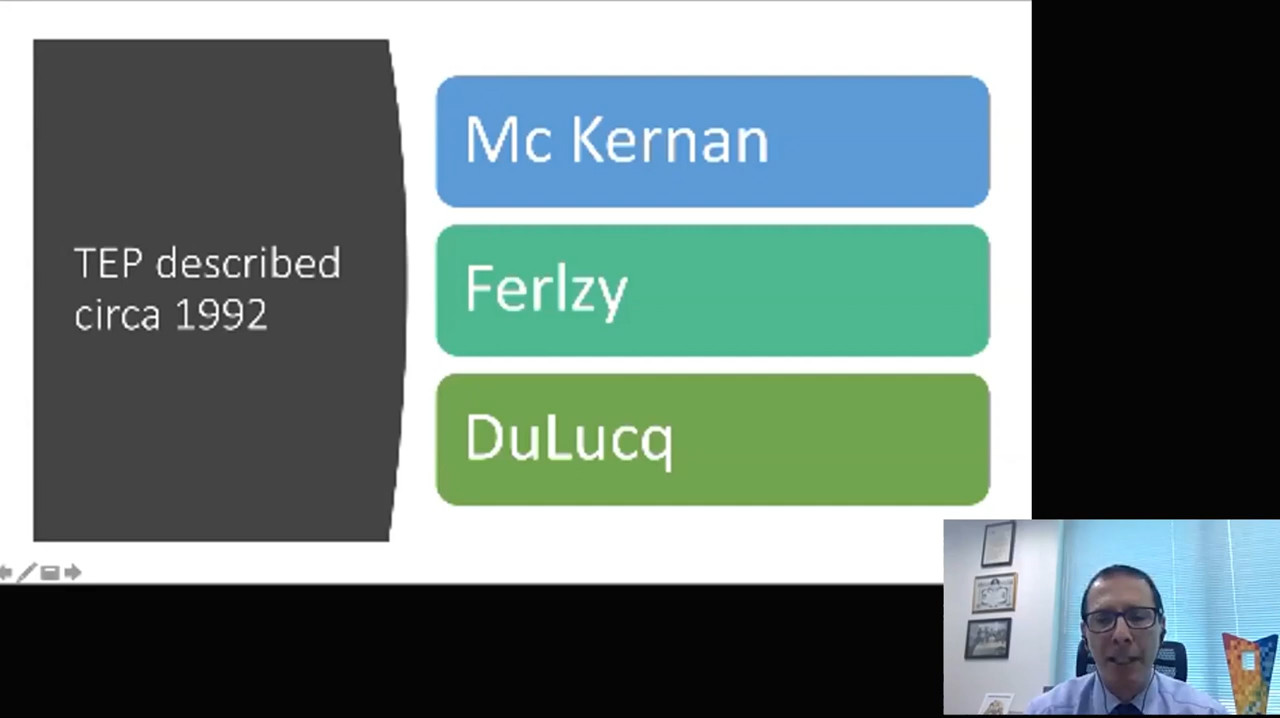 TEP described
circa 1992
Mc Kernan
Ferlzy
DuLucq